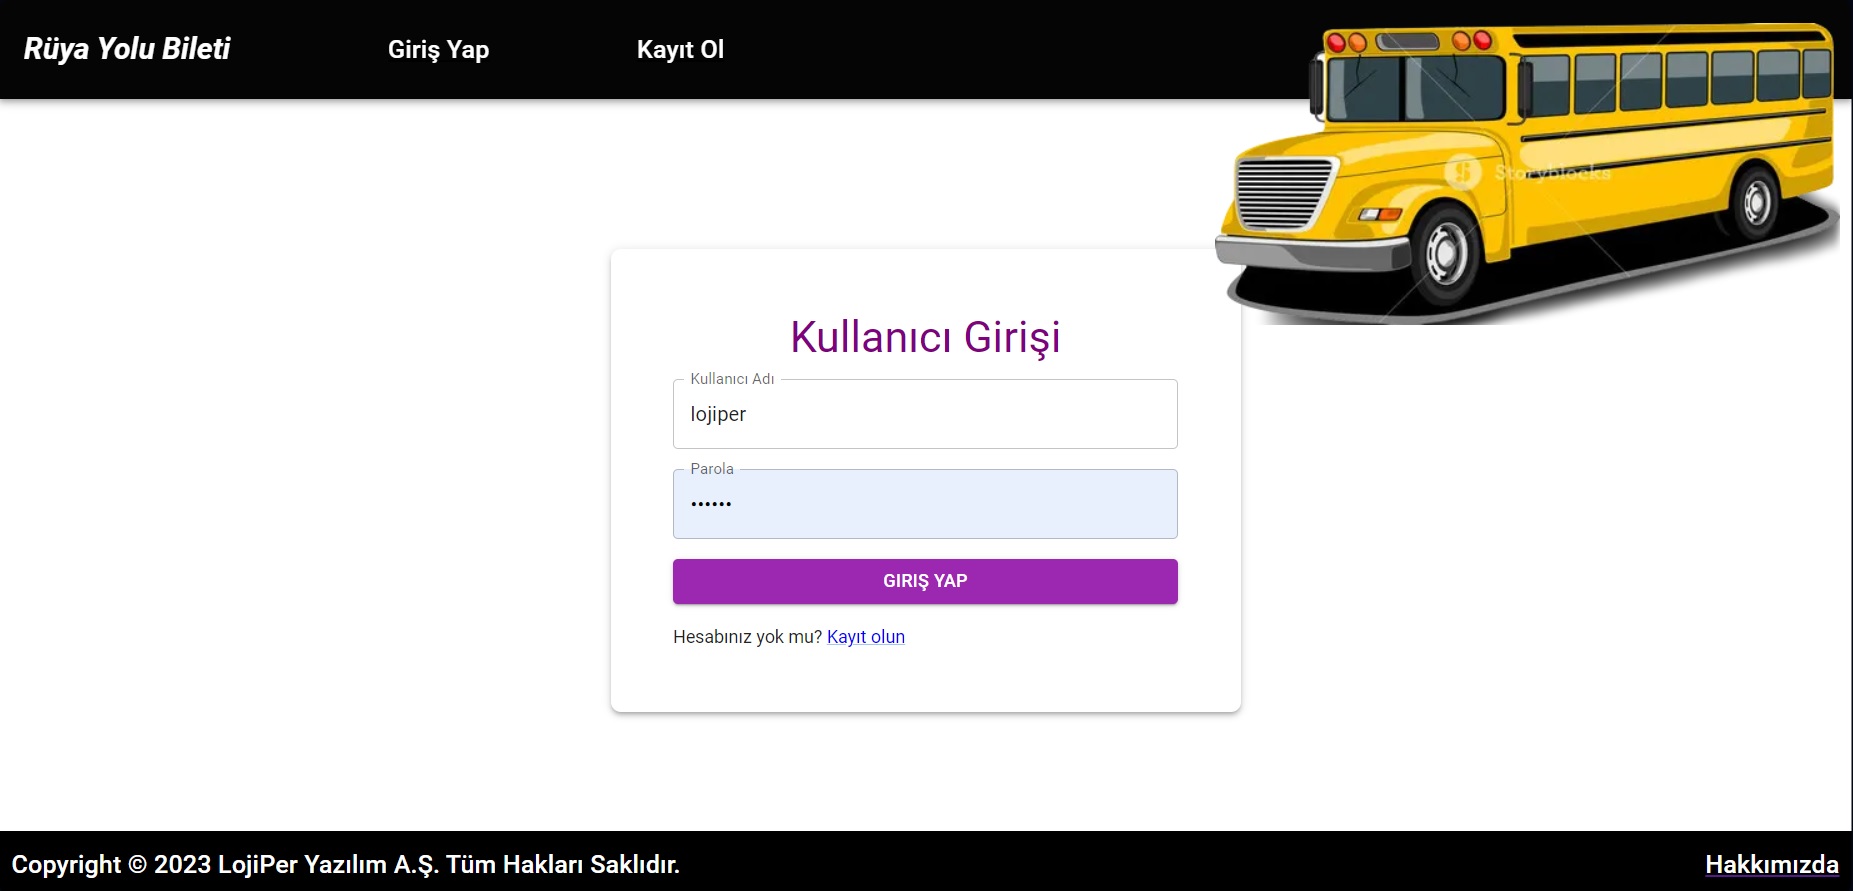 Rüya Yolu Bileti
Giriş Yap
Kayıt Ol
Storyblocks
Kullanıcı Girişi
Kullanıcı Adı
lojiper
Parola
••••••
GIRIŞ YAP
Hesabınız yok mu? Kayıt olun
Copyright © 2023 LojiPer Yazılım A.Ş. Tüm Hakları Saklıdır.
Hakkımızda